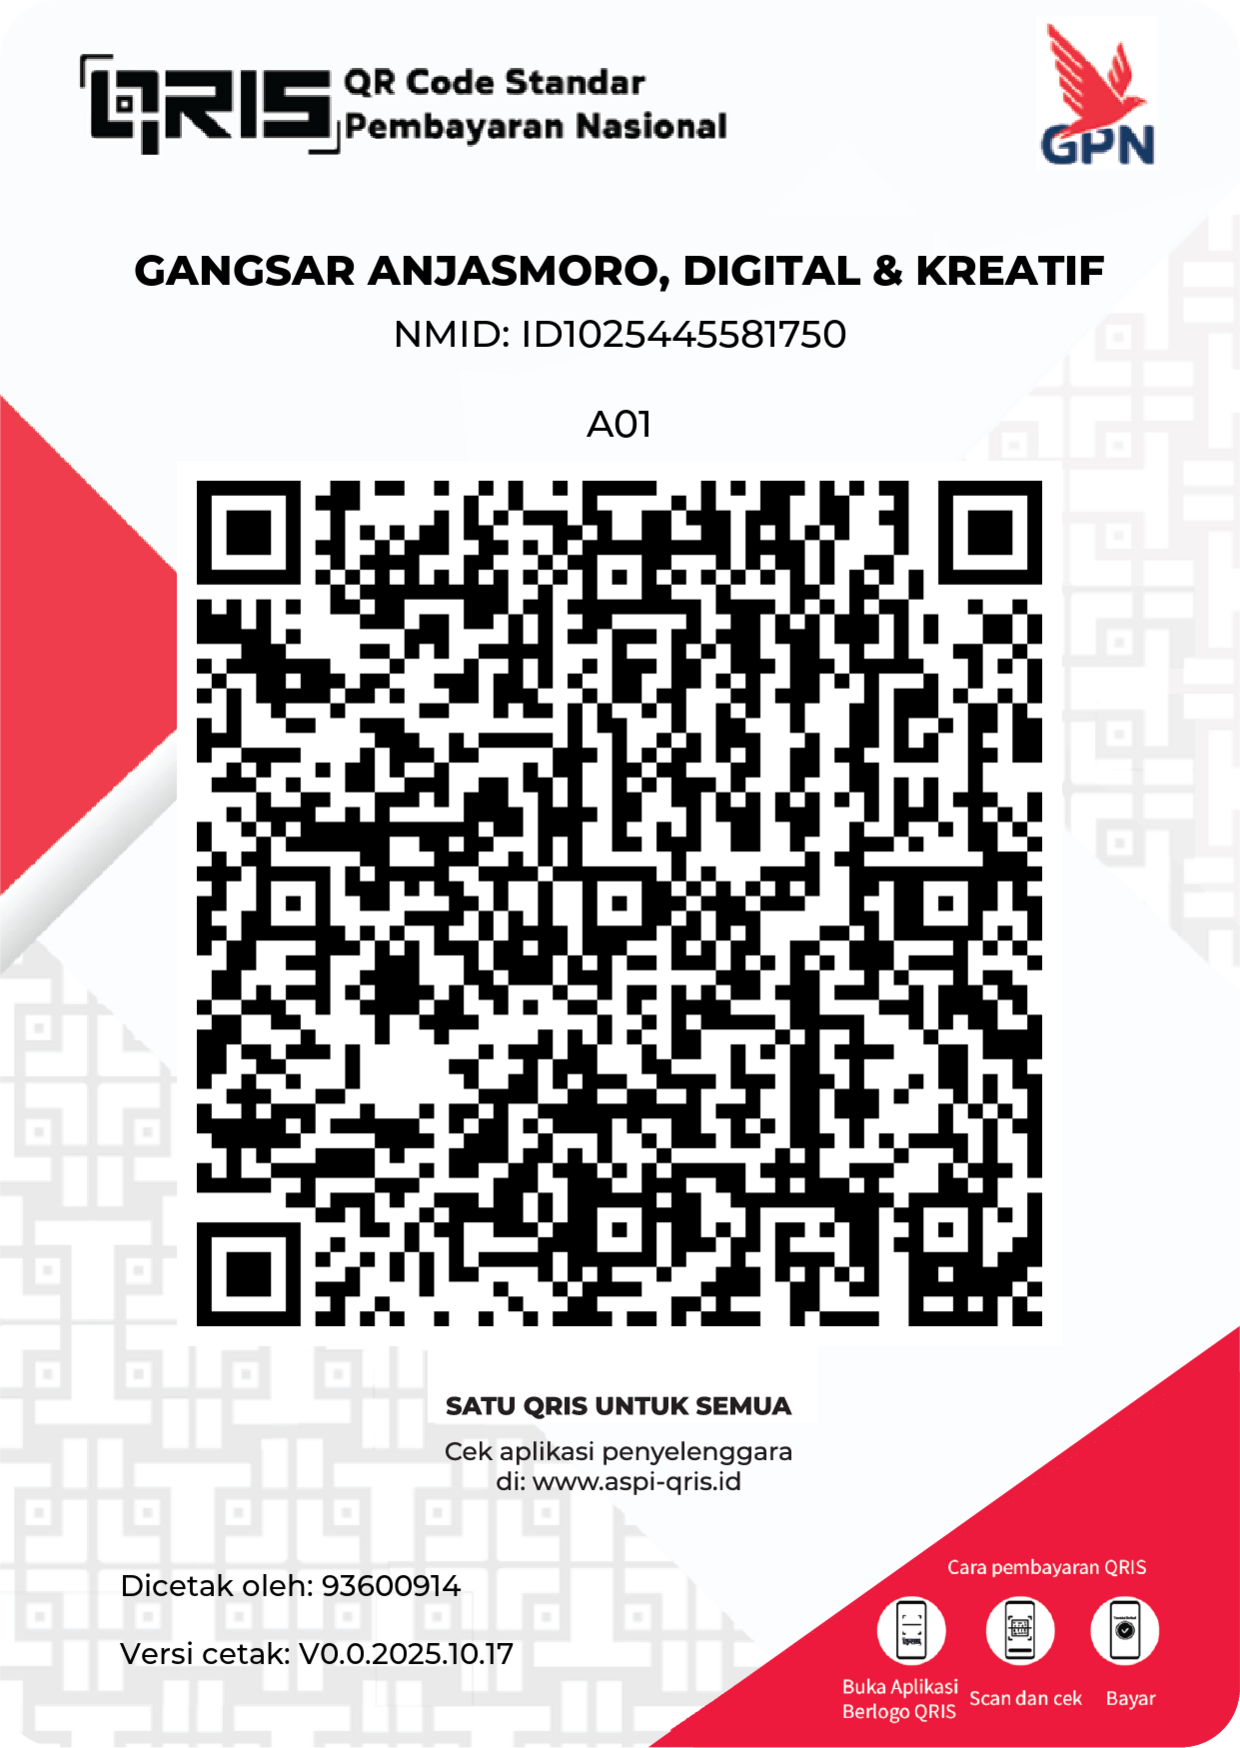 QRIS QR Code Standar
Pembayaran Nasional
GPN
GANGSAR ANJASMORO, DIGITAL & KREATIF
NMID: ID1025445581750
A01
SATU QRIS UNTUK SEMUA
Cek aplikasi penyelenggara
di: www.aspi-qris.id
Dicetak oleh: 93600914
Versi cetak: V0.0.2025.10.17
Cara pembayaran QRIS
Buka Aplikasi
Berlogo QRIS
Scan dan cek
Bayar